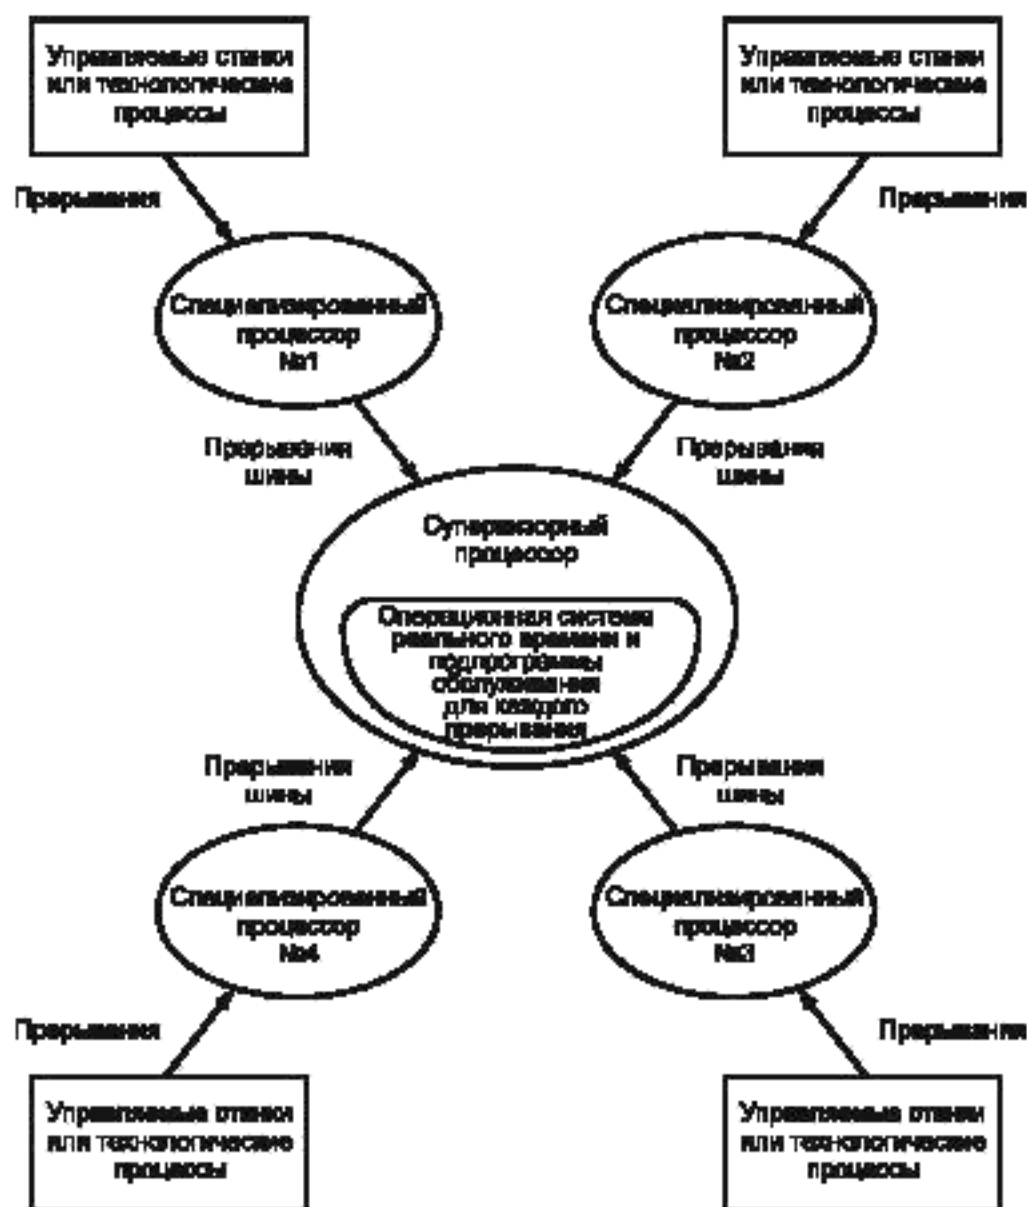 Управляемые станки
или технологические
процессы
Управляемые станки
или технологические
процессы
Прерывания
Прерывания
Специализированный
процессор
№1
Специализированный
процессор
№2
Прерывания
шины
Прерывания
шины
Супервизорный
процессор
Операционная система
реального времени и
подпрограммы
обслуживания
для каждого
прерывания
Прерывания
шины
Прерывания
шины
Специализированный
процессор
№4
Специализированный
процессор
№3
Прерывания
Прерывания
Управляемые станки
или технологические
процессы
Управляемые станки
или технологические
процессы